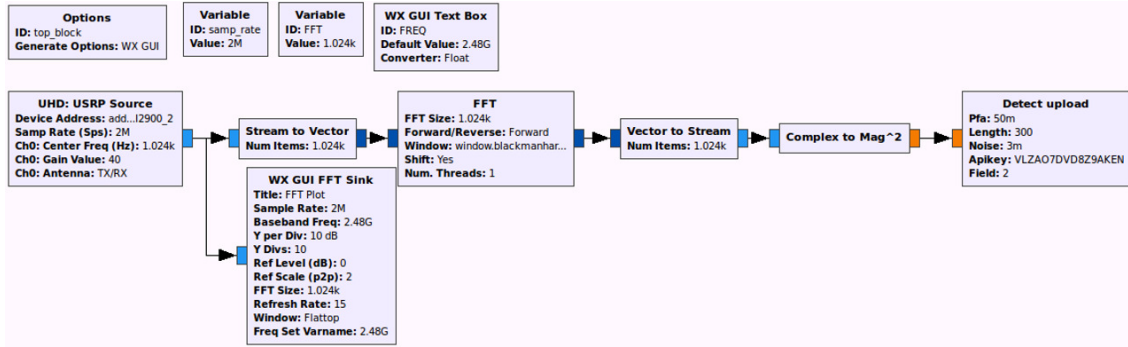 Options
ID: top_block
Generate Options: WX GUI
Variable
ID: samp_rate
Value: 2M
Variable
ID: FFT
Value: 1.024k
WX GUI Text Box
ID: FREQ
Default Value: 2.48G
Converter: Float
UHD: USRP Source
Device Address: add...I2900_2
Samp Rate (Sps): 2M
Ch0: Center Freq (Hz): 1.024k
Ch0: Gain Value: 40
Ch0: Antenna: TX/RX
Stream to Vector
Num Items: 1.024k
WX GUI FFT Sink
Title: FFT Plot
Sample Rate: 2M
Baseband Freq: 2.48G
Y per Div: 10 dB
Y Divs: 10
Ref Level (dB): 0
Ref Scale (p2p): 2
FFT Size: 1.024k
Refresh Rate: 15
Window: Flattop
Freq Set Varname: 2.48G
FFT
FFT Size: 1.024k
Forward/Reverse: Forward
Window: window.blackmanhar...
Shift: Yes
Num. Threads: 1
Vector to Stream
Num Items: 1.024k
Complex to Mag^2
Detect upload
Pfa: 50m
Length: 300
Noise: 3m
Apikey: VLZAO7DVD8Z9AKEN
Field: 2